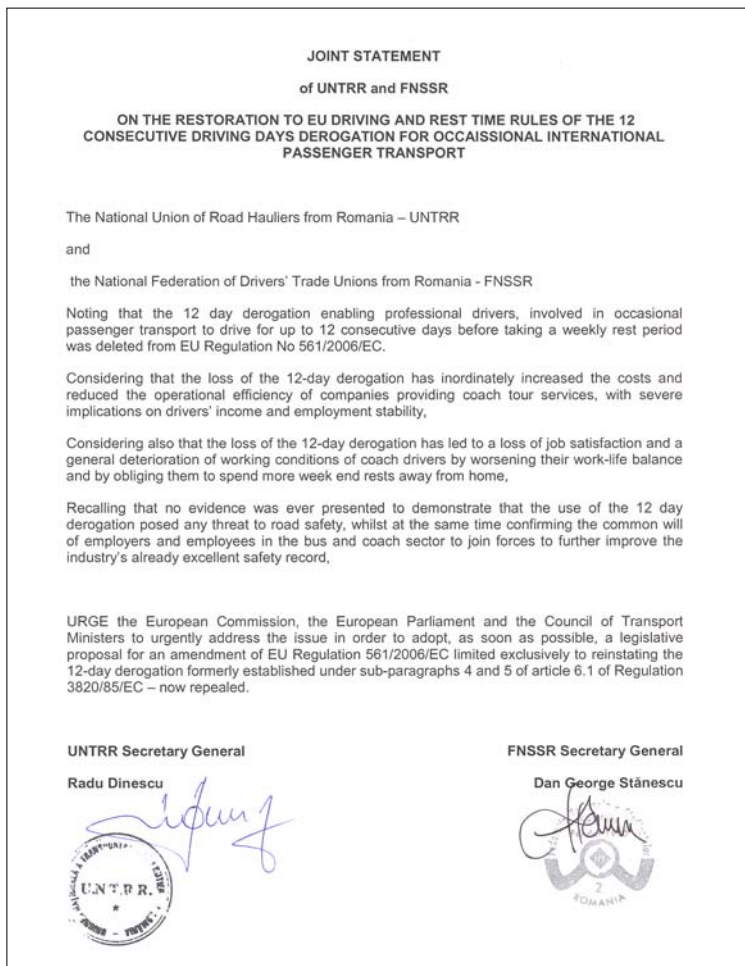 JOINT STATEMENT
of UNTRR and FNSSR
ON THE RESTORATION TO EU DRIVING AND REST TIME RULES OF THE 12
CONSECUTIVE DRIVING DAYS DEROGATION FOR OCCAISSIONAL INTERNATIONAL
PASSENGER TRANSPORT
The National Union of Road Hauliers from Romania – UNTRR
and
the National Federation of Drivers' Trade Unions from Romania - FNSSR
Noting that the 12 day derogation enabling professional drivers, involved in occasional
passenger transport to drive for up to 12 consecutive days before taking a weekly rest period
was deleted from EU Regulation No 561/2006/EC.
Considering that the loss of the 12-day derogation has inordinately increased the costs and
reduced the operational efficiency of companies providing coach tour services, with severe
implications on drivers' income and employment stability,
Considering also that the loss of the 12-day derogation has led to a loss of job satisfaction and a
general deterioration of working conditions of coach drivers by worsening their work-life balance
and by obliging them to spend more week end rests away from home,
Recalling that no evidence was ever presented to demonstrate that the use of the 12 day
derogation posed any threat to road safety, whilst at the same time confirming the common will
of employers and employees in the bus and coach sector to join forces to further improve the
industry's already excellent safety record,
URGE the European Commission, the European Parliament and the Council of Transport
Ministers to urgently address the issue in order to adopt, as soon as possible, a legislative
proposal for an amendment of EU Regulation 561/2006/EC limited exclusively to reinstating the
12-day derogation formerly established under sub-paragraphs 4 and 5 of article 6.1 of Regulation
3820/85/EC – now repealed.
UNTRR Secretary General
Radu Dinescu
U.N.T.R.R.
FNSSR Secretary General
Dan George Stănescu
2
ROMANIA